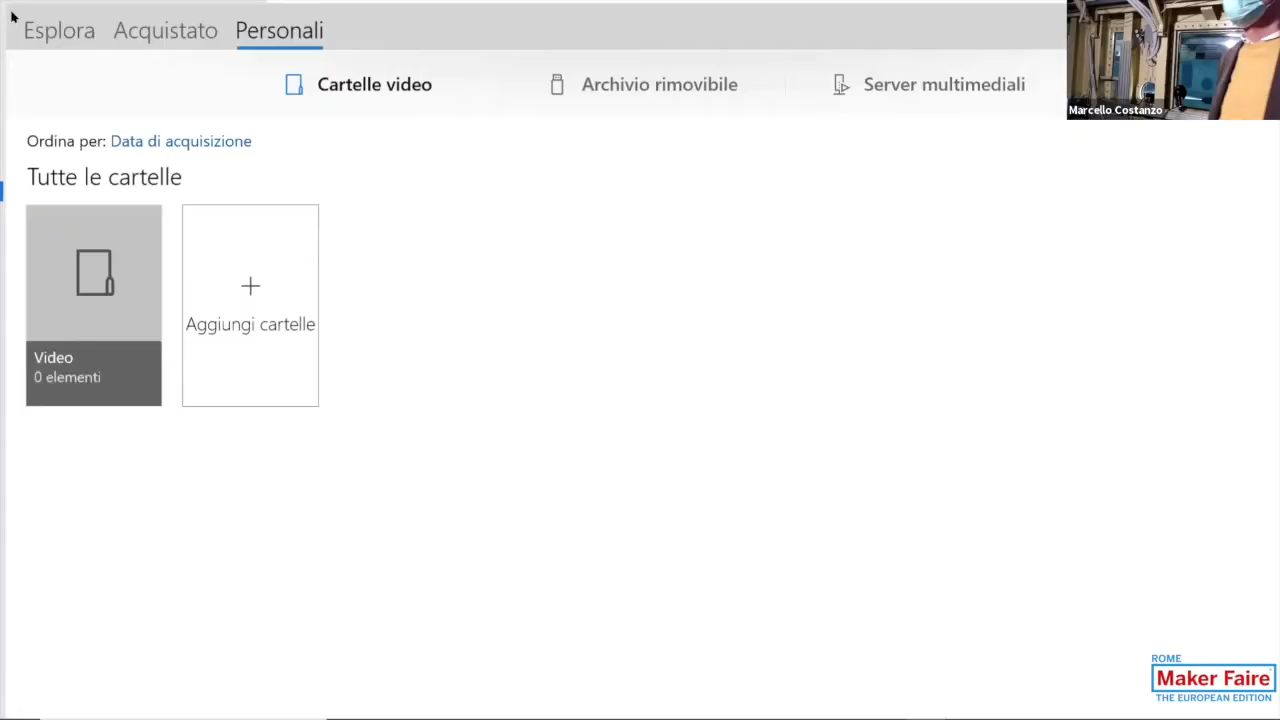 Esplora Acquistato Personali
Cartelle video Archivio rimovibile Server multimediali
Marcello Costanzo
Ordina per: Data di acquisizione
Tutte le cartelle
Aggiungi cartelle
Video
0 elementi
ROME
Maker Faire
THE EUROPEAN EDITION